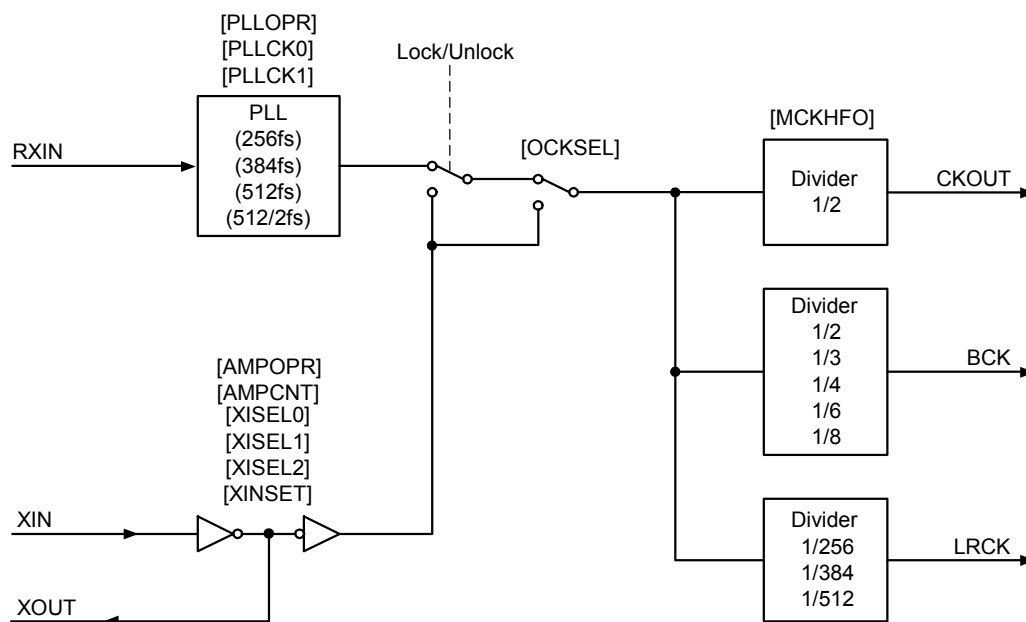 [PLLOPR]
[PLLCK0]
[PLLCK1]
Lock/Unlock
PLL
(256fs)
(384fs)
(512fs)
(512/2fs)
RXIN
[OCKSEL]
[MCKHFO]
Divider
1/2
CKOUT
Divider
1/2
1/3
1/4
1/6
1/8
BCK
[AMPOPR]
[AMPCNT]
[XISEL0]
[XISEL1]
[XISEL2]
[XINSET]
XIN
XOUT
Divider
1/256
1/384
1/512
LRCK